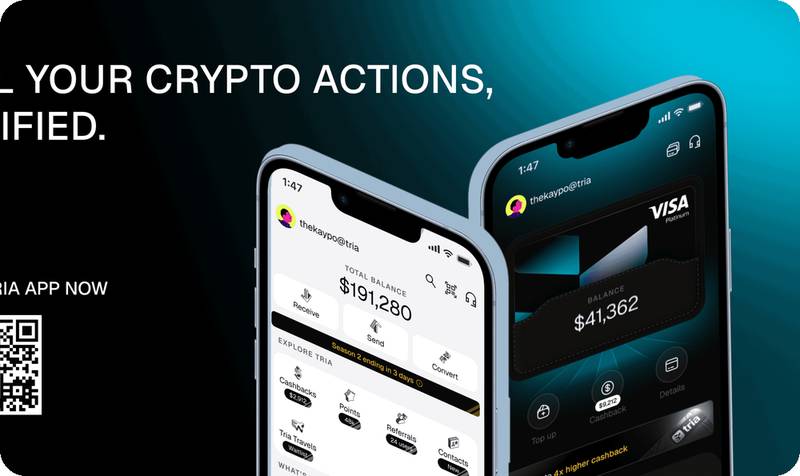 L YOUR CRYPTO ACTIONS,
IFIED.
RIA APP NOW
1:47
thekaypo@tria
TOTAL BALANCE
$191,280
Receive
Send
Convert
Season 2 ending in 3 days
EXPLORE TRIA
Cashbacks
$2,912
Points
Referrals
Contacts
New
Tria Travels
Waitlist
WHAT'S
1:47
thekaypo@tria
VISA
Platinum
BALANCE
$41,362
Top up
$9,212
Cashback
Details
4x higher cashback
tria